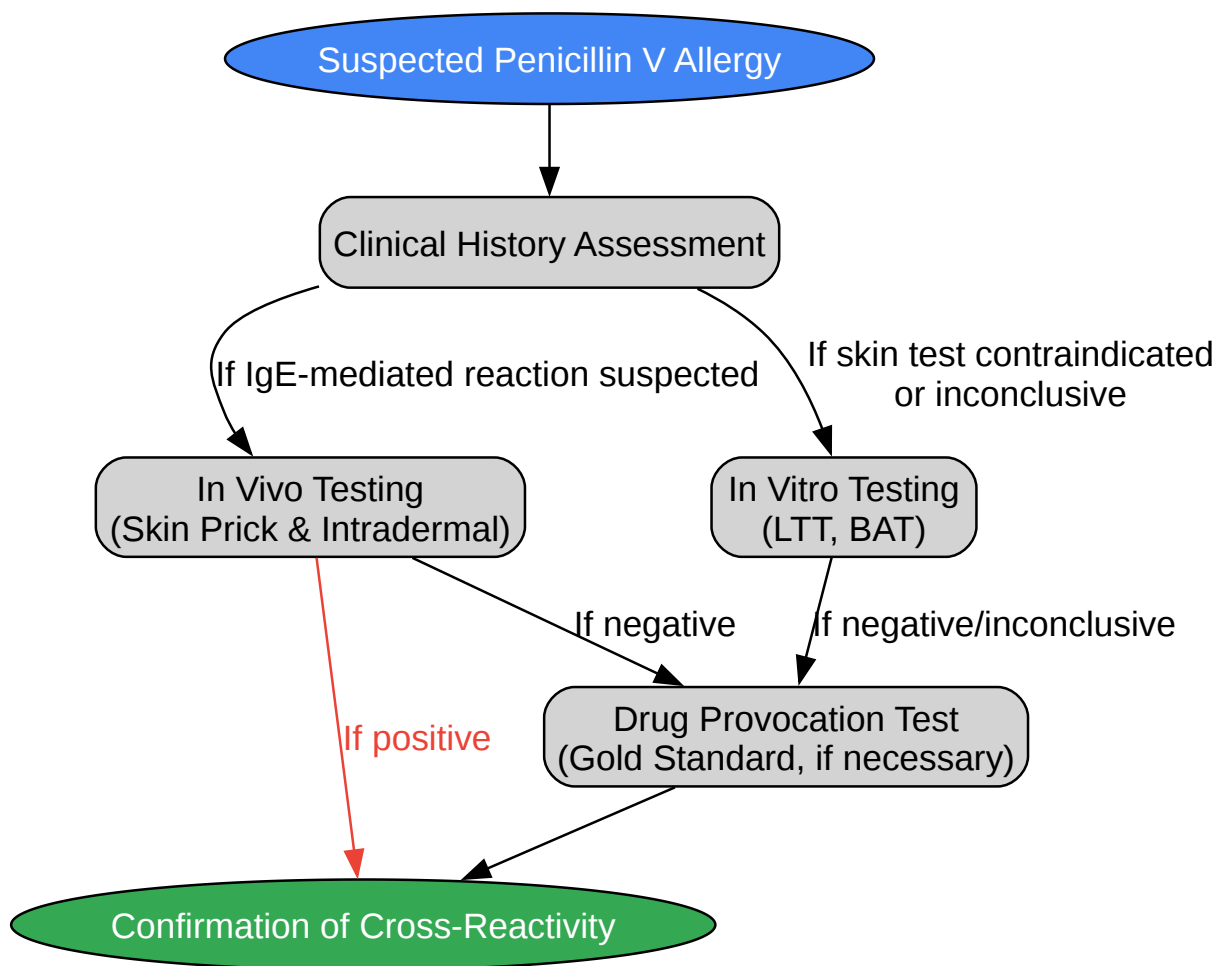 Suspected Penicillin V Allergy
Clinical History Assessment
If IgE-mediated reaction suspected
If skin test contraindicated
or inconclusive
In Vivo Testing
(Skin Prick & Intradermal)
In Vitro Testing
(LTT, BAT)
If negative
If negative/inconclusive
Drug Provocation Test
(Gold Standard, if necessary)
If positive
Confirmation of Cross-Reactivity